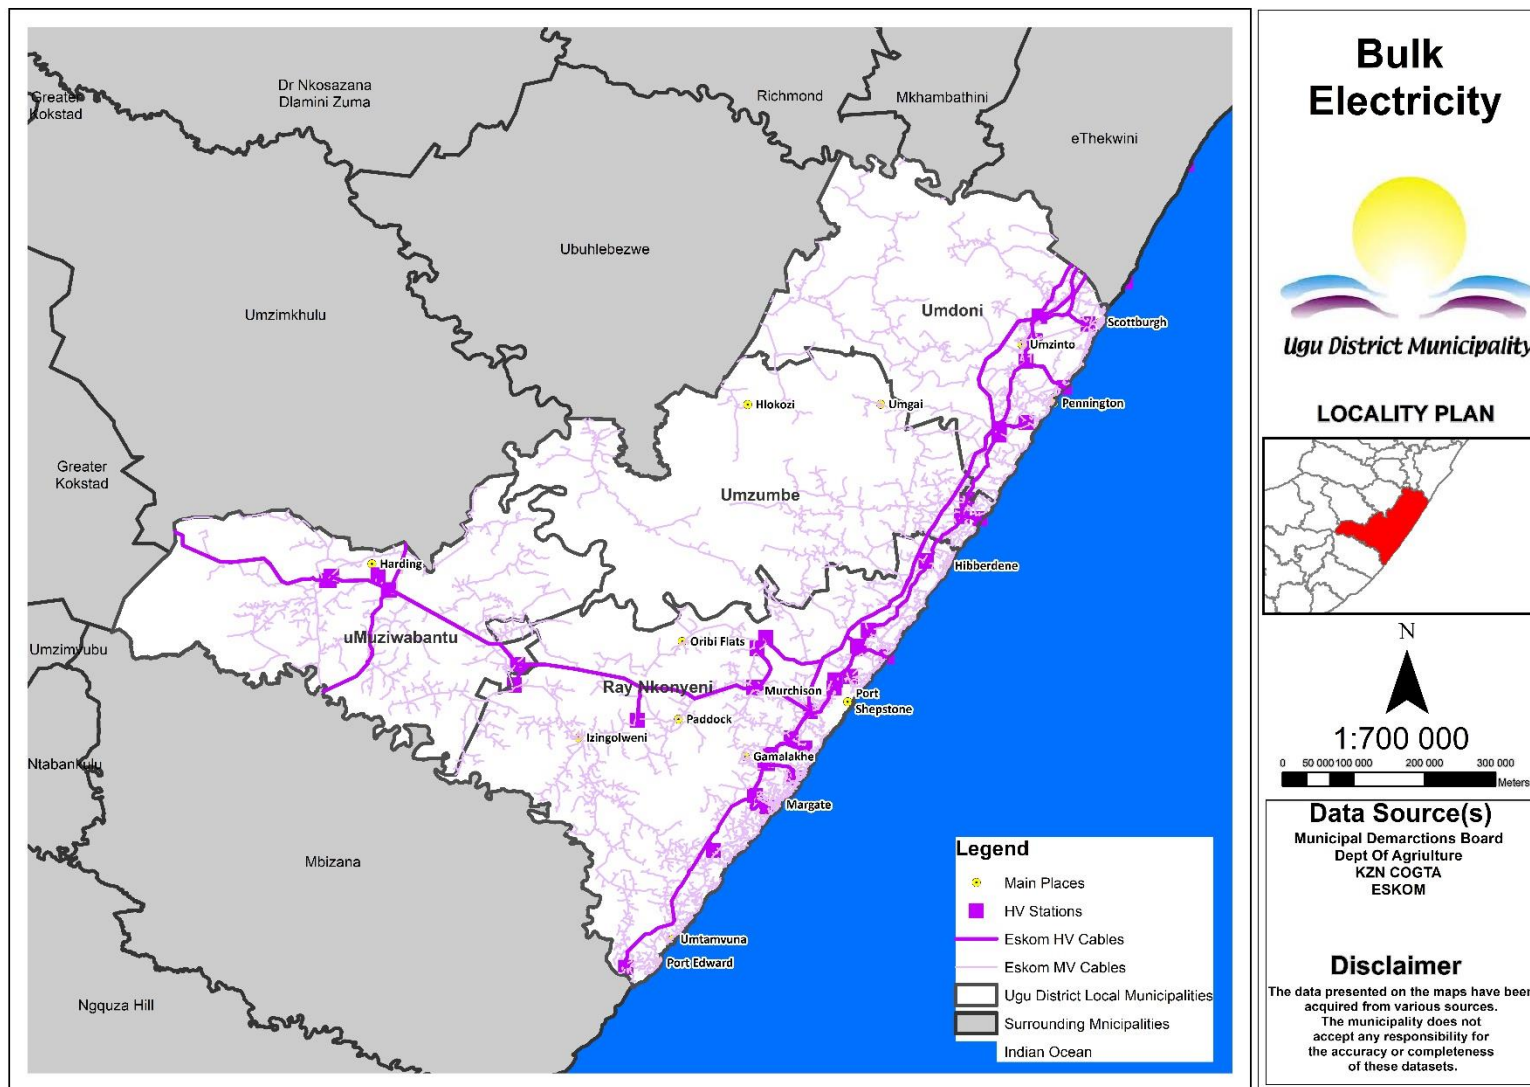 Dr Nkosazana
Dlamini Zuma
Greater
Kokstad
Richmond
Mkhambathini
eThekwini
Ubuhlebezwe
Umzimkhulu
Umdoni
Scottburgh
Umzinto
Hlokozi
Umgai
Pennington
Greater
Kokstad
Umzumbe
Harding
Hibberdene
uMuziwabantu
Oribi Flats
Umzimvubu
Ray Nkonyeni
Murchison
Port
Shepstone
Paddock
Izingolweni
Gamalakhe
Ntabankulu
Margate
Mbizana
Umtamvuna
Port Edward
Ngquza Hill
Legend
Main Places
HV Stations
Eskom HV Cables
Eskom MV Cables
Ugu District Local Municipalities
Surrounding Mnicipalities
Indian Ocean
Bulk
Electricity
Ugu District Municipality
LOCALITY PLAN
N
1:700 000
0 50 000 100 000 200 000 300 000
Meters
Data Source(s)
Municipal Demarctions Board
Dept Of Agriulture
KZN COGTA
ESKOM
Disclaimer
The data presented on the maps have been
acquired from various sources.
The municipality does not
accept any responsibility for
the accuracy or completeness
of these datasets.